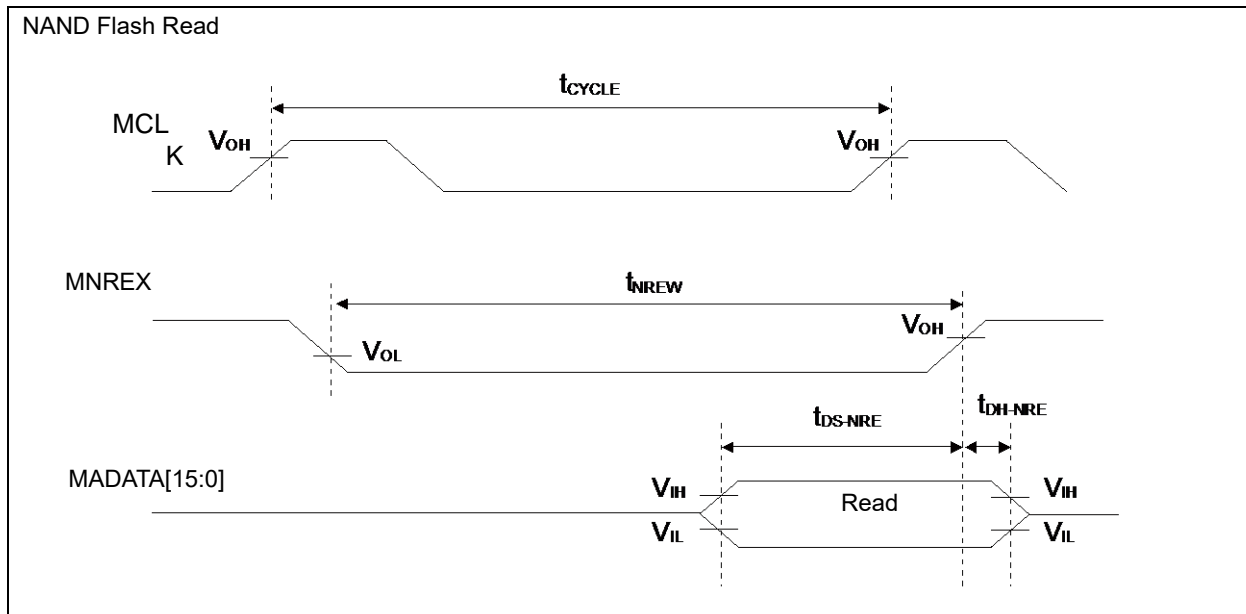 NAND Flash Read
tCYCLE
MCL
K
VOH
VOH
MNREX
tNREW
VOH
VOL
tDS-NRE
tDH-NRE
MADATA[15:0]
VIH
Read
VIH
VIL
VIL